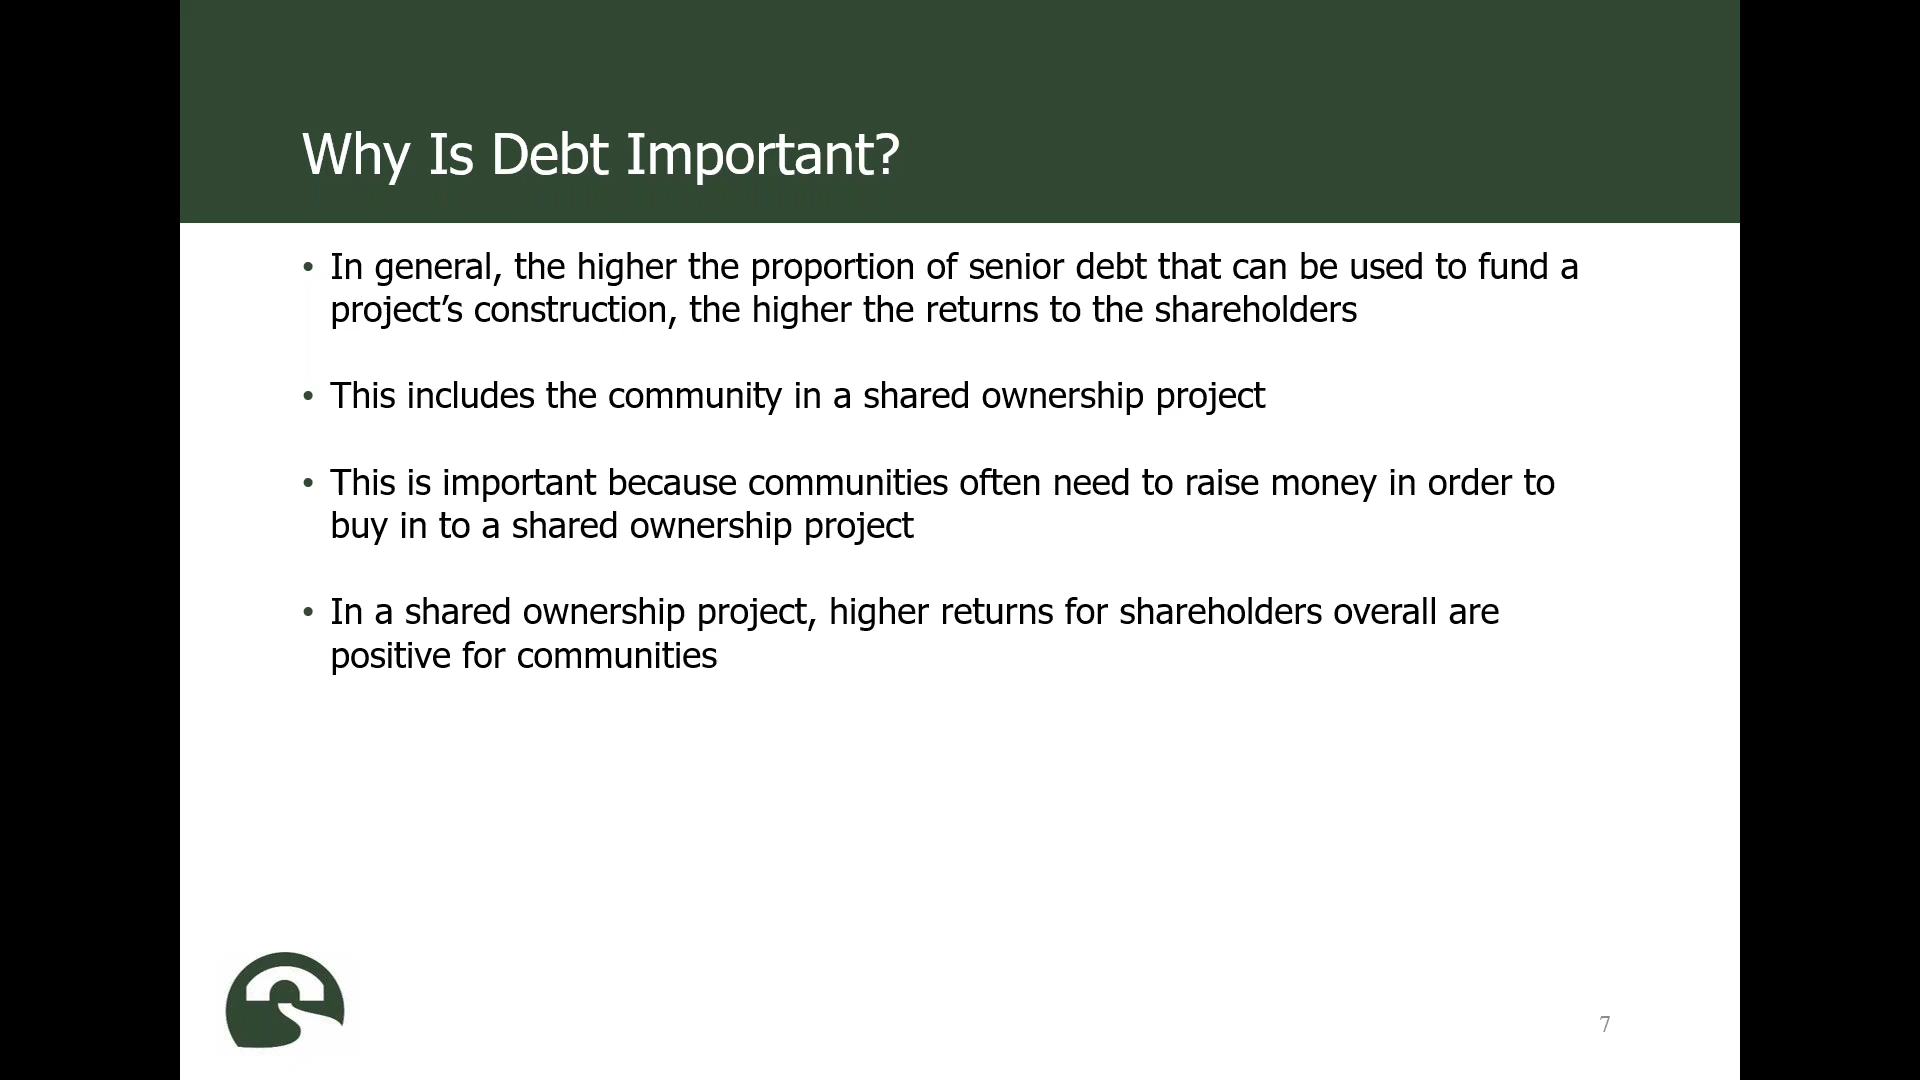 Why Is Debt Important?
• In general, the higher the proportion of senior debt that can be used to fund a
project’s construction, the higher the returns to the shareholders
• This includes the community in a shared ownership project
• This is important because communities often need to raise money in order to
buy in to a shared ownership project
• In a shared ownership project, higher returns for shareholders overall are
positive for communities
7